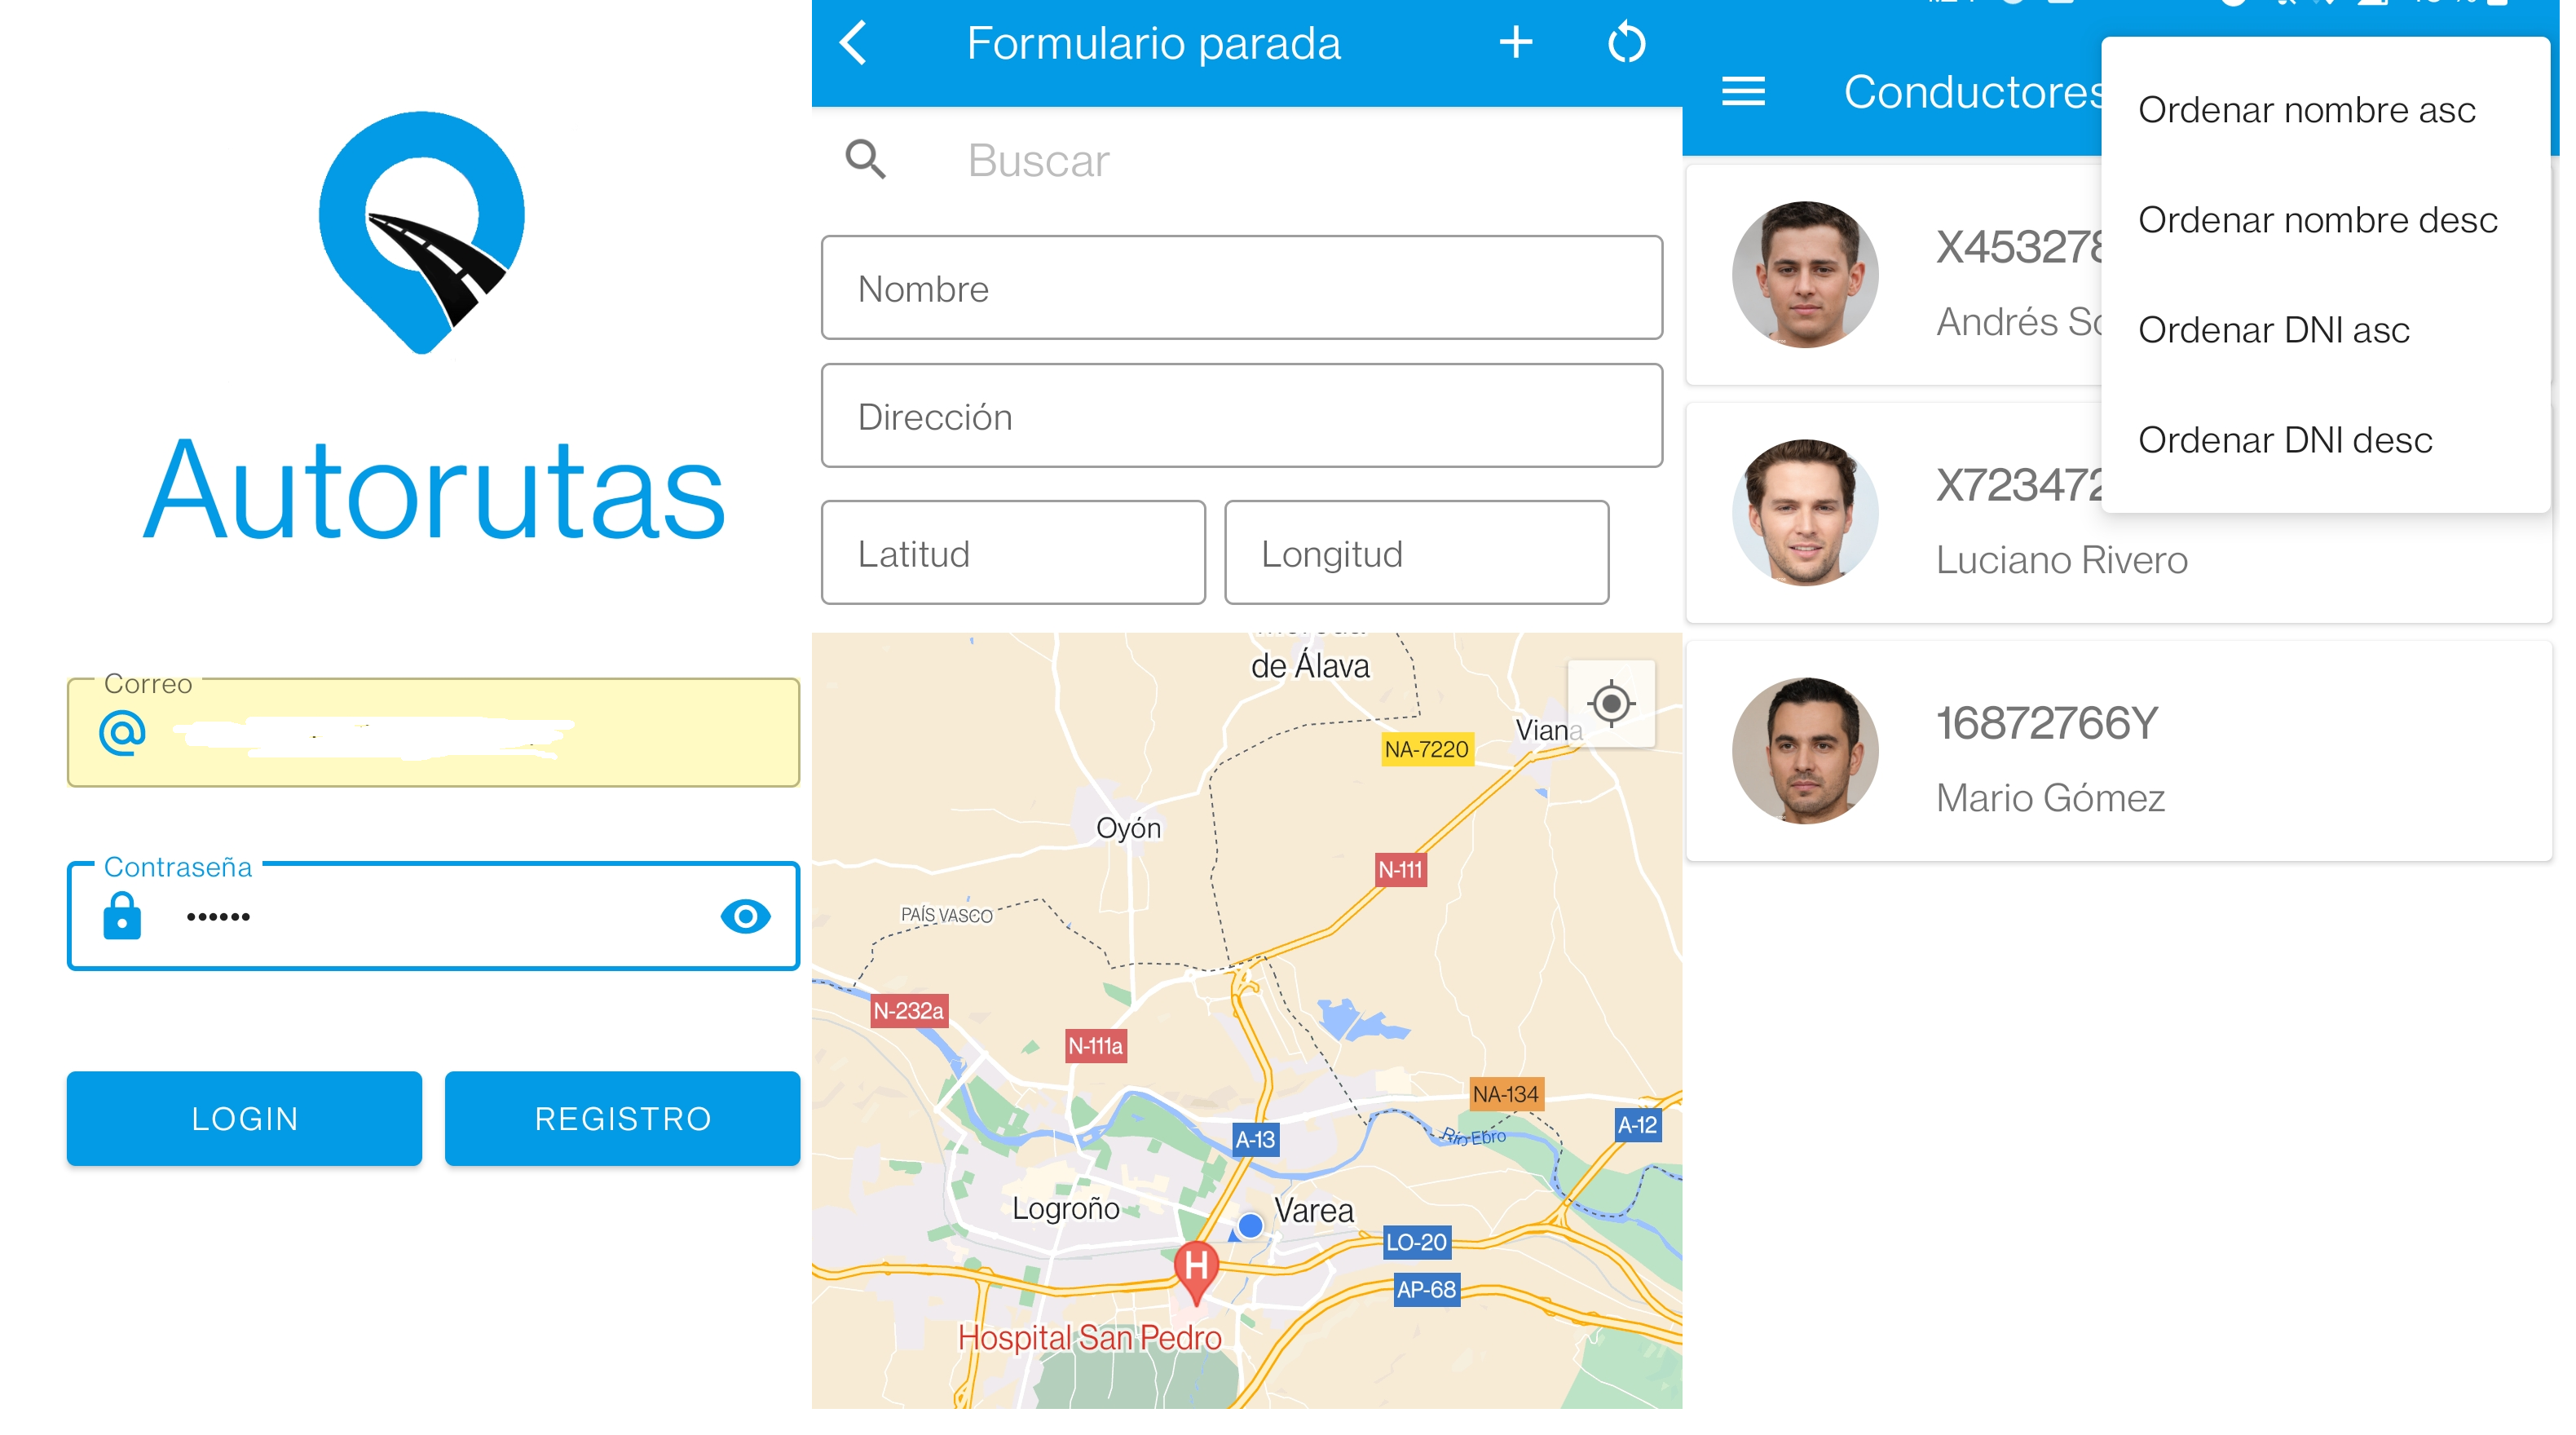 Autorutas
Correo
Contraseña
••••••
LOGIN
REGISTRO
Formulario parada
Buscar
Nombre
Dirección
Latitud
Longitud
de Álava
Viana
NA-7220
Oyón
N-111
PAÍS VASCO
N-232a
N-111a
NA-134
A-12
A-13
Río Ebro
Logroño
Varea
LO-20
H
AP-68
Hospital San Pedro
Conductores
Ordenar nombre asc
Ordenar nombre desc
Ordenar DNI asc
Ordenar DNI desc
X45327
Andrés
X72347
Luciano Rivero
16872766Y
Mario Gómez